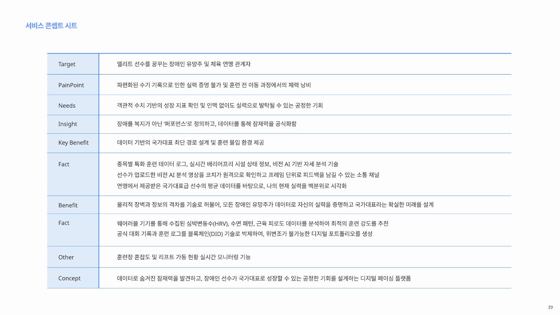 서비스 콘셉트 시트
Target 엘리트 선수를 꿈꾸는 장애인 유망주 및 체육 연맹 관계자
PainPoint 파편화된 수기 기록으로 인한 실력 증명 불가 및 훈련 전 이동 과정에서의 체력 낭비
Needs 객관적 수치 기반의 성장 지표 확인 및 인맥 없이도 실력으로 발탁될 수 있는 공정한 기회
Insight 장애를 복지가 아닌 '퍼포먼스'로 정의하고, 데이터를 통해 잠재력을 공식화함
Key Benefit 데이터 기반의 국가대표 최단 경로 설계 및 훈련 몰입 환경 제공
Fact 종목별 특화 훈련 데이터 로그, 실시간 배리어프리 시설 상태 정보, 비전 AI 기반 자세 분석 기술
선수가 업로드한 비전 AI 분석 영상을 코치가 원격으로 확인하고 프레임 단위로 피드백을 남길 수 있는 소통 채널
연맹에서 제공받은 국가대표급 선수의 평균 데이터를 바탕으로, 나의 현재 실력을 백분위로 시각화
Benefit 물리적 장벽과 정보의 격차를 기술로 허물어, 모든 장애인 유망주가 데이터로 자신의 실력을 증명하고 국가대표라는 확실한 미래를 설계
Fact 웨어러블 기기를 통해 수집된 심박변동수(HRV), 수면 패턴, 근육 피로도 데이터를 분석하여 최적의 훈련 강도를 추천
공식 대회 기록과 훈련 로그를 블록체인(DID) 기술로 박제하여, 위변조가 불가능한 디지털 포트폴리오를 생성
Other 훈련장 혼잡도 및 리프트 가동 현황 실시간 모니터링 기능
Concept 데이터로 숨겨진 잠재력을 발견하고, 장애인 선수가 국가대표로 성장할 수 있는 공정한 기회를 설계하는 디지털 페이싱 플랫폼